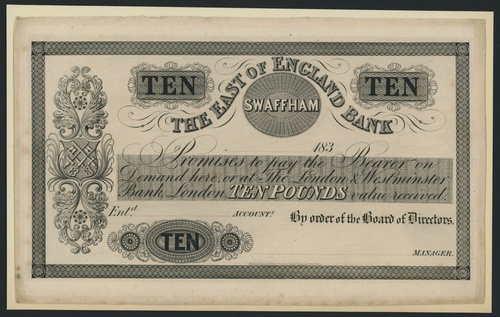 TEN
TEN
THE EAST OF ENGLAND BANK
SWAFFHAM
183
Promises to pay the Bearer on
Demand here, or at The London & Westminster
Bank London, TEN POUNDS value received.
Entd. ACCOUNTt. By order of the Board of Directors.
TEN
MANAGER.